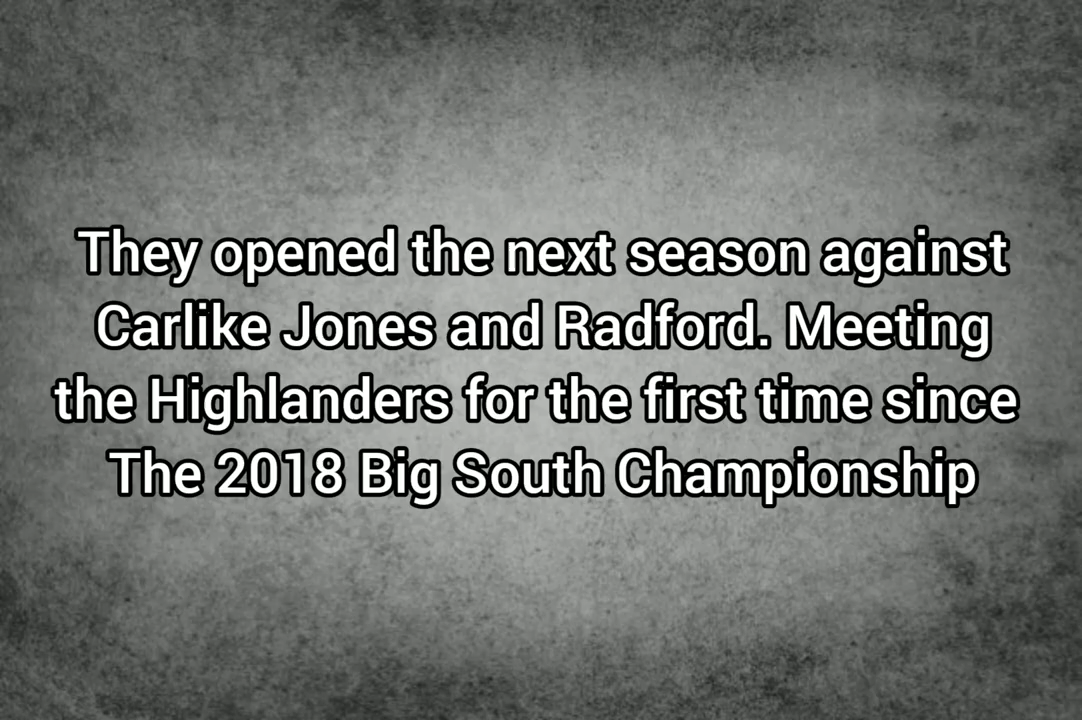 They opened the next season against
Carlike Jones and Radford. Meeting
the Highlanders for the first time since
The 2018 Big South Championship